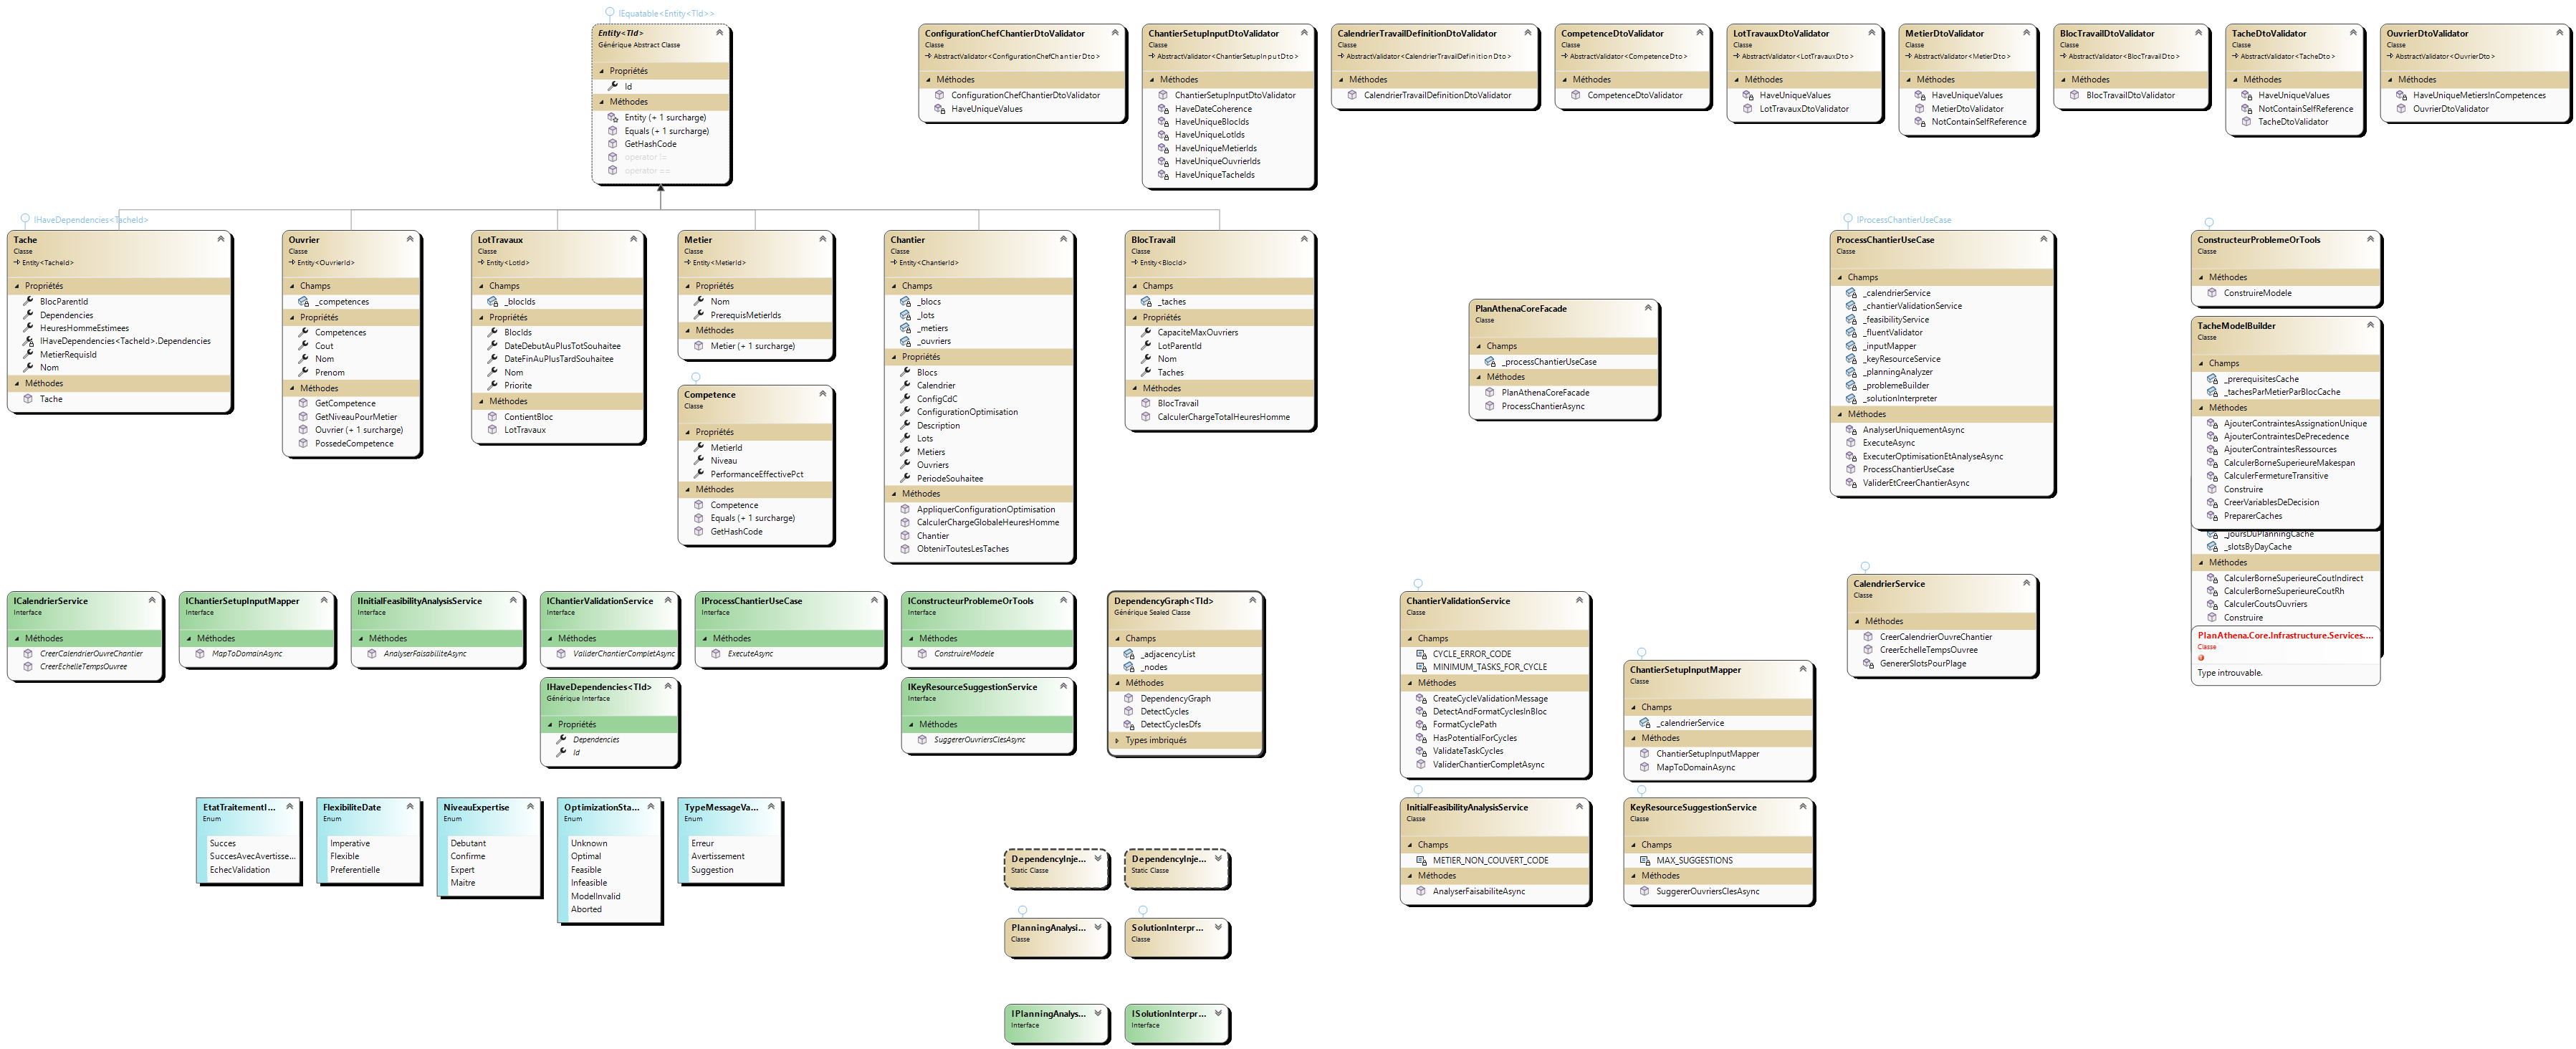 IEquatable<Entity<TId>>
Entity<TId>
Générique Abstract Classe
Propriétés
Id
Méthodes
Entity (+ 1 surcharge)
Equals (+ 1 surcharge)
GetHashCode
operator !=
operator ==
ConfigurationChefChantierDtoValidator
Classe
AbstractValidator<ConfigurationChefChantierDto>
Méthodes
ConfigurationChefChantierDtoValidator
HaveUniqueValues
ChantierSetupInputDtoValidator
Classe
AbstractValidator<ChantierSetupInputDto>
Méthodes
ChantierSetupInputDtoValidator
HaveDateCoherence
HaveUniqueBlocIds
HaveUniqueLotIds
HaveUniqueMetierIds
HaveUniqueOuvrierIds
HaveUniqueTacheIds
CalendrierTravailDefinitionDtoValidator
Classe
AbstractValidator<CalendrierTravailDefinitionDto>
Méthodes
CalendrierTravailDefinitionDtoValidator
CompetenceDtoValidator
Classe
AbstractValidator<CompetenceDto>
Méthodes
CompetenceDtoValidator
LotTravauxDtoValidator
Classe
AbstractValidator<LotTravauxDto>
Méthodes
HaveUniqueValues
LotTravauxDtoValidator
MetierDtoValidator
Classe
AbstractValidator<MetierDto>
Méthodes
HaveUniqueValues
MetierDtoValidator
NotContainSelfReference
BlocTravailDtoValidator
Classe
AbstractValidator<BlocTravailDto>
Méthodes
BlocTravailDtoValidator
TacheDtoValidator
Classe
AbstractValidator<TacheDto>
Méthodes
HaveUniqueValues
NotContainSelfReference
TacheDtoValidator
OuvrierDtoValidator
Classe
AbstractValidator<OuvrierDto>
Méthodes
HaveUniqueMetiersInCompetences
OuvrierDtoValidator
IHaveDependencies<TacheId>
Tache
Classe
Entity<TacheId>
Propriétés
BlocParentId
Dependencies
HeuresHommeEstimees
IHaveDependencies<TacheId>.Dependencies
MetierRequisId
Nom
Méthodes
Tache
Ouvrier
Classe
Entity<OuvrierId>
Champs
_competences
Propriétés
Competences
Cout
Nom
Prenom
Méthodes
GetCompetence
GetNiveauPourMetier
Ouvrier (+ 1 surcharge)
PossedeCompetence
LotTravaux
Classe
Entity<LotId>
Champs
_blocIds
Propriétés
BlocIds
DateDebutAuPlusTotSouhaitee
DateFinAuPlusTardSouhaitee
Nom
Priorite
Méthodes
ContientBloc
LotTravaux
Metier
Classe
Entity<MetierId>
Propriétés
Nom
PrerequisMetierIds
Méthodes
Metier (+ 1 surcharge)
Competence
Classe
Propriétés
MetierId
Niveau
PerformanceEffectivePct
Méthodes
Competence
Equals (+ 1 surcharge)
GetHashCode
Chantier
Classe
Entity<ChantierId>
Champs
_blocs
_lots
_metiers
_ouvriers
Propriétés
Blocs
Calendrier
ConfigCdC
ConfigurationOptimisation
Description
Lots
Metiers
Ouvriers
PeriodeSouhaitee
Méthodes
AppliquerConfigurationOptimisation
CalculerChargeGlobaleHeuresHomme
Chantier
ObtenirToutesLesTaches
BlocTravail
Classe
Entity<BlocId>
Champs
_taches
Propriétés
CapaciteMaxOuvriers
LotParentId
Nom
Taches
Méthodes
BlocTravail
CalculerChargeTotalHeuresHomme
PlanAthenaCoreFacade
Classe
Champs
_processChantierUseCase
Méthodes
PlanAthenaCoreFacade
ProcessChantierAsync
IProcessChantierUseCase
ProcessChantierUseCase
Classe
Champs
_calendrierService
_chantierValidationService
_feasibilityService
_fluentValidator
_inputMapper
_keyResourceService
_planningAnalyzer
_problemeBuilder
_solutionInterpreter
Méthodes
AnalyserUniquementAsync
ExecuteAsync
ExecuterOptimisationEtAnalyseAsync
ProcessChantierUseCase
ValiderEtCreerChantierAsync
ConstructeurProblemeOrTools
Classe
Méthodes
ConstruireModele
TacheModelBuilder
Classe
Champs
_prerequisitesCache
_tachesParMetierParBlocCache
Méthodes
AjouterContraintesAssignationUnique
AjouterContraintesDePrecedence
AjouterContraintesRessources
CalculerBorneSuperieureMakespan
CalculerFermetureTransitive
Construire
CreerVariablesDeDecision
PreparerCaches
_joursDuPlanningCache
_slotsByDayCache
Méthodes
CalculerBorneSuperieureCoutIndirect
CalculerBorneSuperieureCoutRh
CalculerCoutsOuvriers
Construire
PlanAthena.Core.Infrastructure.Services....
Classe
Type introuvable.
ICalendrierService
Interface
Méthodes
CreerCalendrierOuvreChantier
CreerEchelleTempsOuvree
IChantierSetupInputMapper
Interface
Méthodes
MapToDomainAsync
IInitialFeasibilityAnalysisService
Interface
Méthodes
AnalyserFaisabiliteAsync
IChantierValidationService
Interface
Méthodes
ValiderChantierCompletAsync
IProcessChantierUseCase
Interface
Méthodes
ExecuteAsync
IConstructeurProblemeOrTools
Interface
Méthodes
ConstruireModele
IHaveDependencies<TId>
Générique Interface
Propriétés
Dependencies
Id
IKeyResourceSuggestionService
Interface
Méthodes
SuggererOuvriersClesAsync
DependencyGraph<TId>
Générique Sealed Classe
Champs
_adjacencyList
_nodes
Méthodes
DependencyGraph
DetectCycles
DetectCyclesDfs
Types imbriqués
ChantierValidationService
Classe
Champs
CYCLE_ERROR_CODE
MINIMUM_TASKS_FOR_CYCLE
Méthodes
CreateCycleValidationMessage
DetectAndFormatCyclesInBloc
FormatCyclePath
HasPotentialForCycles
ValidateTaskCycles
ValiderChantierCompletAsync
ChantierSetupInputMapper
Classe
Champs
_calendrierService
Méthodes
ChantierSetupInputMapper
MapToDomainAsync
CalendrierService
Classe
Méthodes
CreerCalendrierOuvreChantier
CreerEchelleTempsOuvree
GenererSlotsPourPlage
InitialFeasibilityAnalysisService
Classe
Champs
METIER_NON_COUVERT_CODE
Méthodes
AnalyserFaisabiliteAsync
KeyResourceSuggestionService
Classe
Champs
MAX_SUGGESTIONS
Méthodes
SuggererOuvriersClesAsync
EtatTraitementI...
Enum
Succes
SuccesAvecAvertisse...
EchecValidation
FlexibiliteDate
Enum
Imperative
Flexible
Preferentielle
NiveauExpertise
Enum
Debutant
Confirme
Expert
Maitre
OptimizationSta...
Enum
Unknown
Optimal
Feasible
Infeasible
ModelInvalid
Aborted
TypeMessageVa...
Enum
Erreur
Avertissement
Suggestion
DependencyInje...
Static Classe
DependencyInje...
Static Classe
PlanningAnalysi...
Classe
SolutionInterpr...
Classe
IPlanningAnalys...
Interface
ISolutionInterpr...
Interface